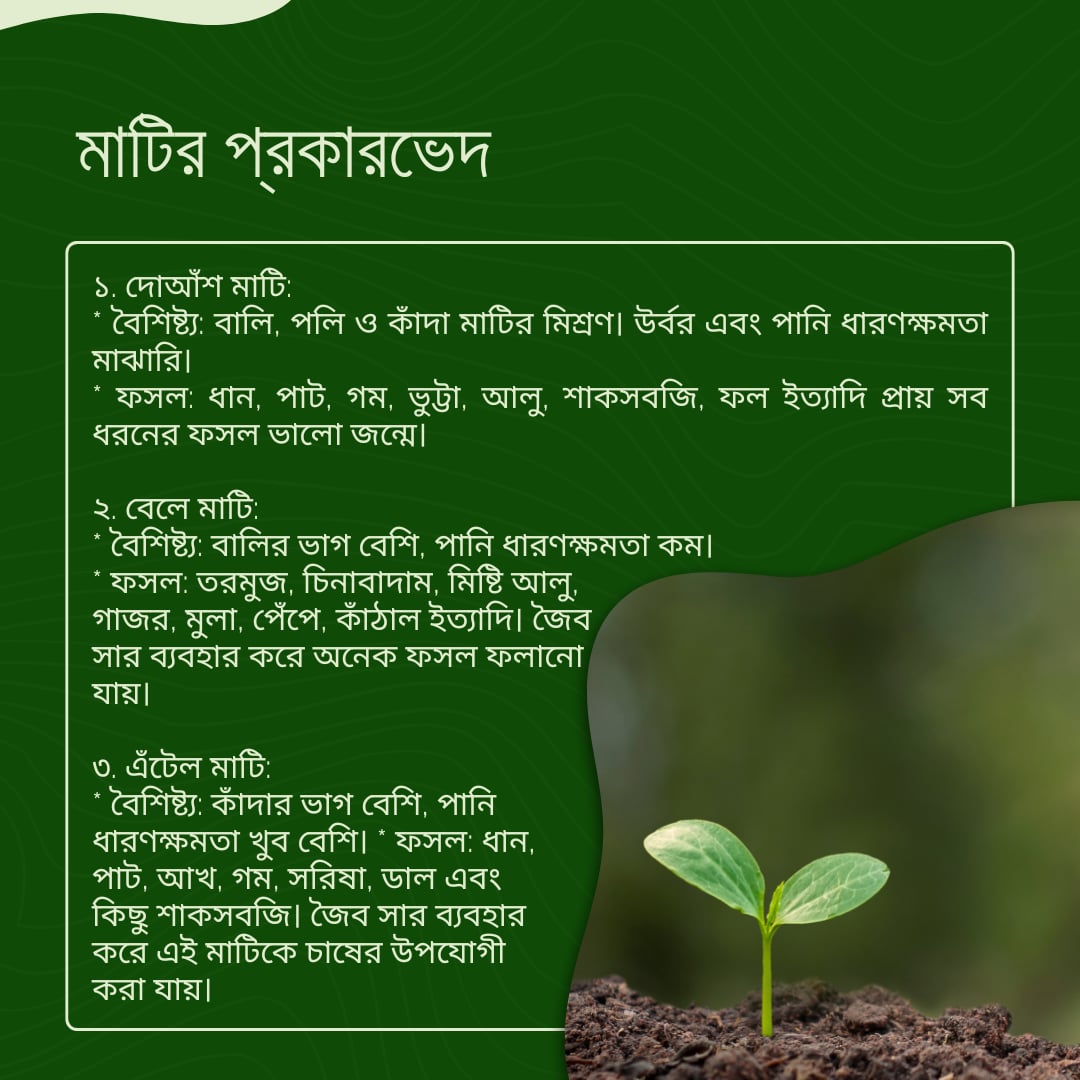 মাটির প্রকারভেদ
১. দোআঁশ মাটি:
* বৈশিষ্ট্য: বালি, পলি ও কাঁদা মাটির মিশ্রণ। উর্বর এবং পানি ধারণক্ষমতা
মাঝারি।
* ফসল: ধান, পাট, গম, ভুট্টা, আলু, শাকসবজি, ফল ইত্যাদি প্রায় সব
ধরনের ফসল ভালো জন্মে।
২. বেলে মাটি:
* বৈশিষ্ট্য: বালির ভাগ বেশি, পানি ধারণক্ষমতা কম।
* ফসল: তরমুজ, চিনাবাদাম, মিষ্টি আলু,
গাজর, মুলা, পেঁপে, কাঁঠাল ইত্যাদি। জৈব
সার ব্যবহার করে অনেক ফসল ফলানো
যায়।
৩. এঁটেল মাটি:
* বৈশিষ্ট্য: কাঁদার ভাগ বেশি, পানি
ধারণক্ষমতা খুব বেশি। * ফসল: ধান,
পাট, আখ, গম, সরিষা, ডাল এবং
কিছু শাকসবজি। জৈব সার ব্যবহার
করে এই মাটিকে চাষের উপযোগী
করা যায়।